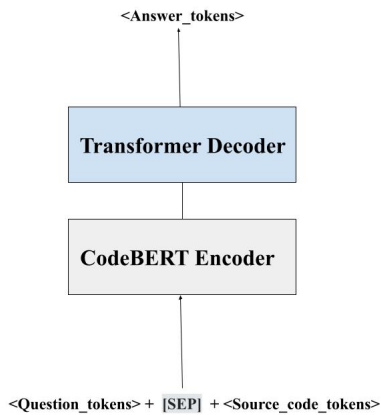 <Answer_tokens>
Transformer Decoder
CodeBERT Encoder
<Question_tokens> + [SEP] + <Source_code_tokens>